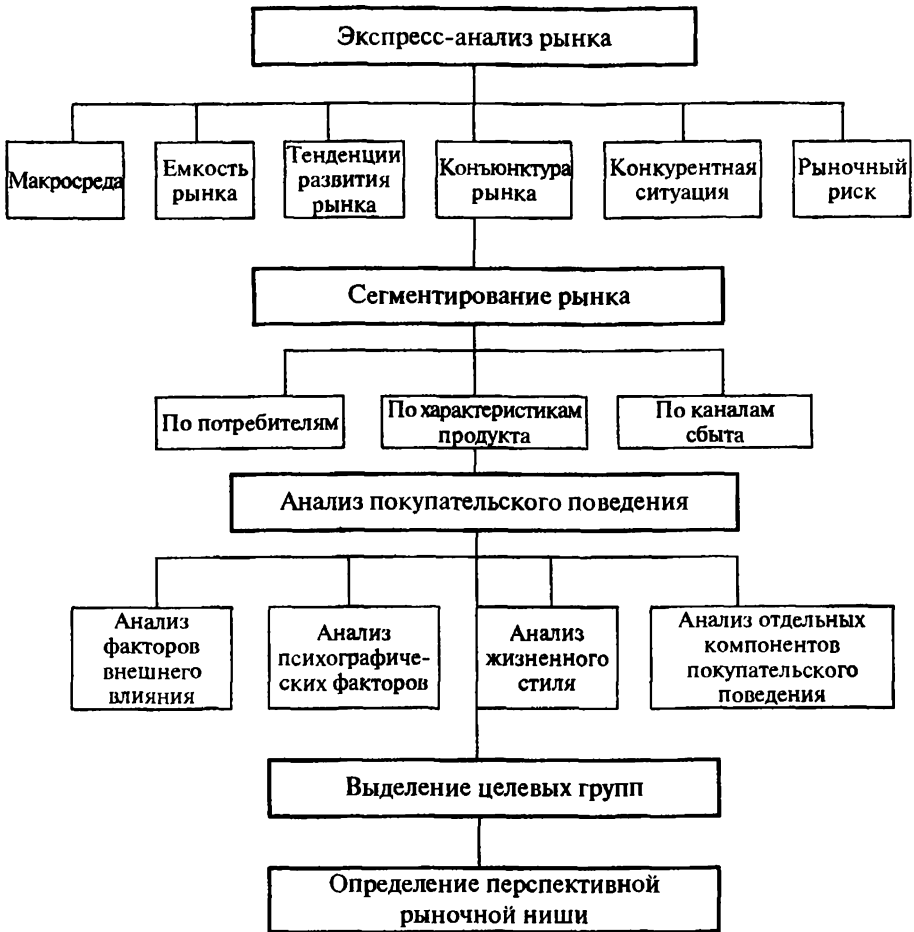 Экспресс-анализ рынка
Макросреда
Емкость
рынка
Тенденции
развития
рынка
Конъюнктура
рынка
Конкурентная
ситуация
Рыночный
риск
Сегментирование рынка
По потребителям
По характеристикам
продукта
По каналам
сбыта
Анализ покупательского поведения
Анализ
факторов
внешнего
влияния
Анализ
психографиче-
ских факторов
Анализ
жизненного
стиля
Анализ отдельных
компонентов
покупательского
поведения
Выделение целевых групп
Определение перспективной
рыночной ниши